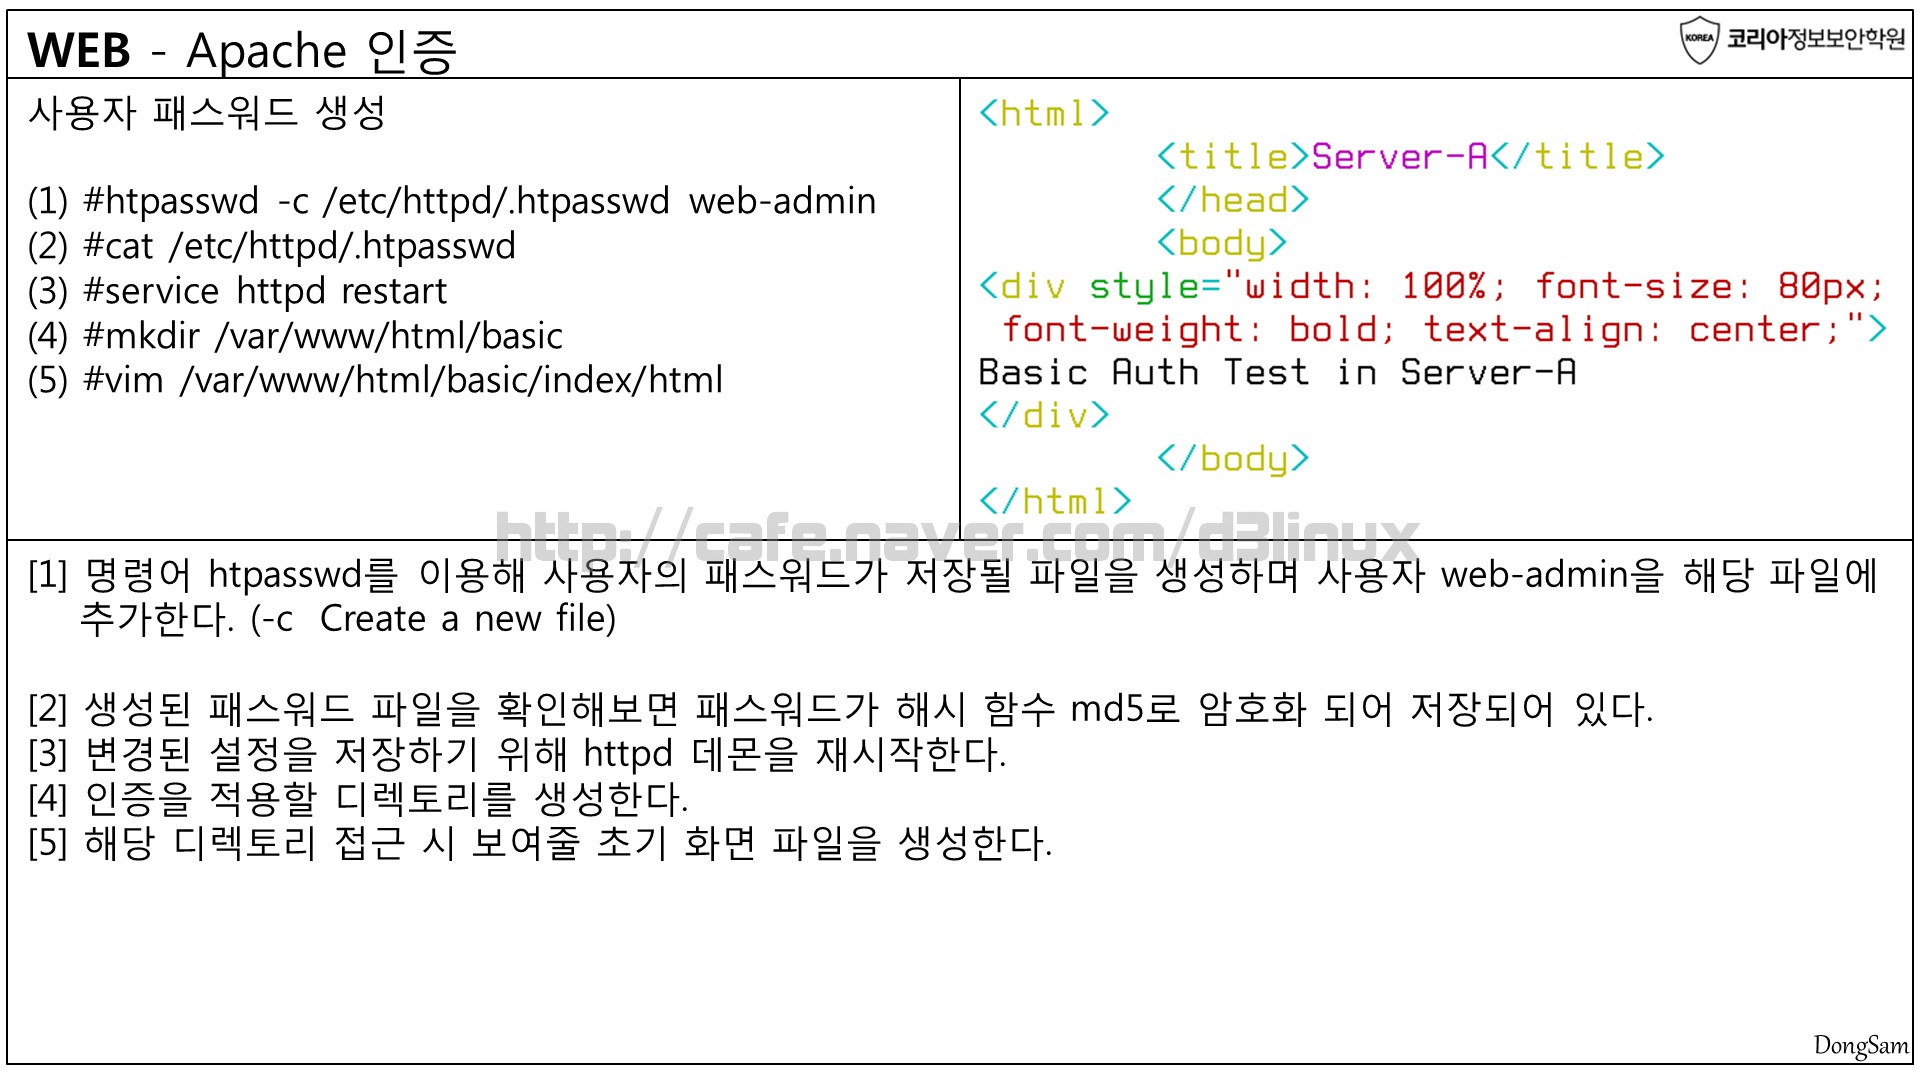 WEB - Apache 인증
KOREA 코리아정보보안학원
사용자 패스워드 생성
(1) #htpasswd -c /etc/httpd/.htpasswd web-admin
(2) #cat /etc/httpd/.htpasswd
(3) #service httpd restart
(4) #mkdir /var/www/html/basic
(5) #vim /var/www/html/basic/index/html
<html>
<title>Server-A</title>
</head>
<body>
<div style="width: 100%; font-size: 80px;
font-weight: bold; text-align: center;">
Basic Auth Test in Server-A
</div>
</body>
</html>
http://cafe.naver.com/d3linux
[1] 명령어 htpasswd를 이용해 사용자의 패스워드가 저장될 파일을 생성하며 사용자 web-admin을 해당 파일에
추가한다. (-c Create a new file)
[2] 생성된 패스워드 파일을 확인해보면 패스워드가 해시 함수 md5로 암호화 되어 저장되어 있다.
[3] 변경된 설정을 저장하기 위해 httpd 데몬을 재시작한다.
[4] 인증을 적용할 디렉토리를 생성한다.
[5] 해당 디렉토리 접근 시 보여줄 초기 화면 파일을 생성한다.
DongSam